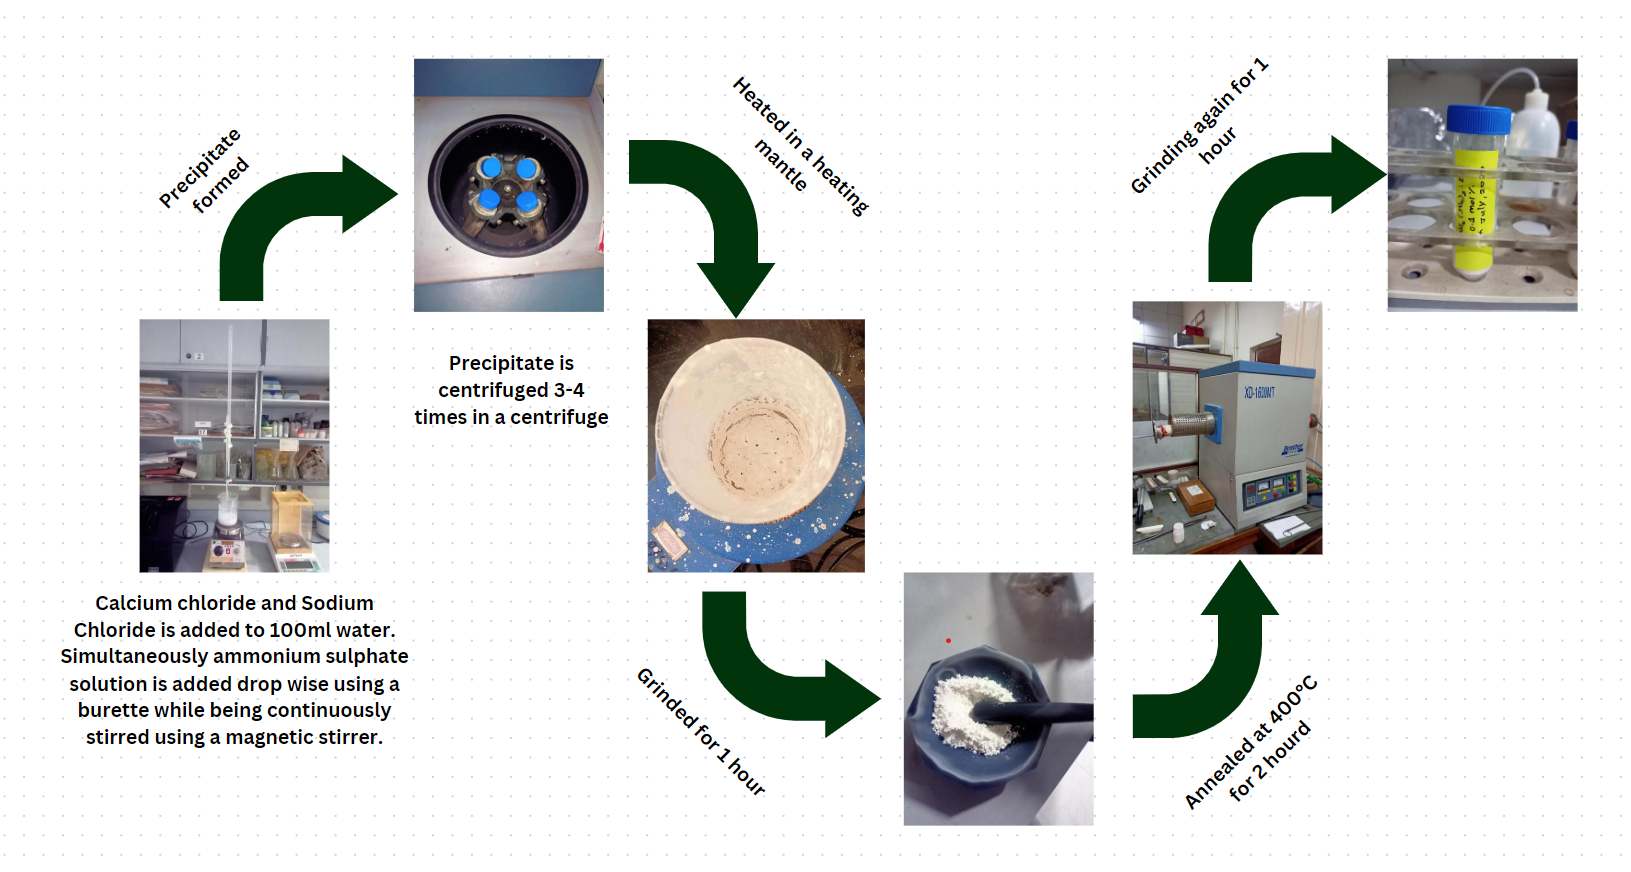 Precipitate
formed
Calcium chloride and Sodium
Chloride is added to 100ml water.
Simultaneously ammonium sulphate
solution is added drop wise using a
burette while being continuously
stirred using a magnetic stirrer.
Precipitate is
centrifuged 3-4
times in a centrifuge
Heated in a heating
mantle
Grinded for 1 hour
Annealed at 400°C
for 2 hourd
XD-1600MT
Brother
Grinding again for 1
hour